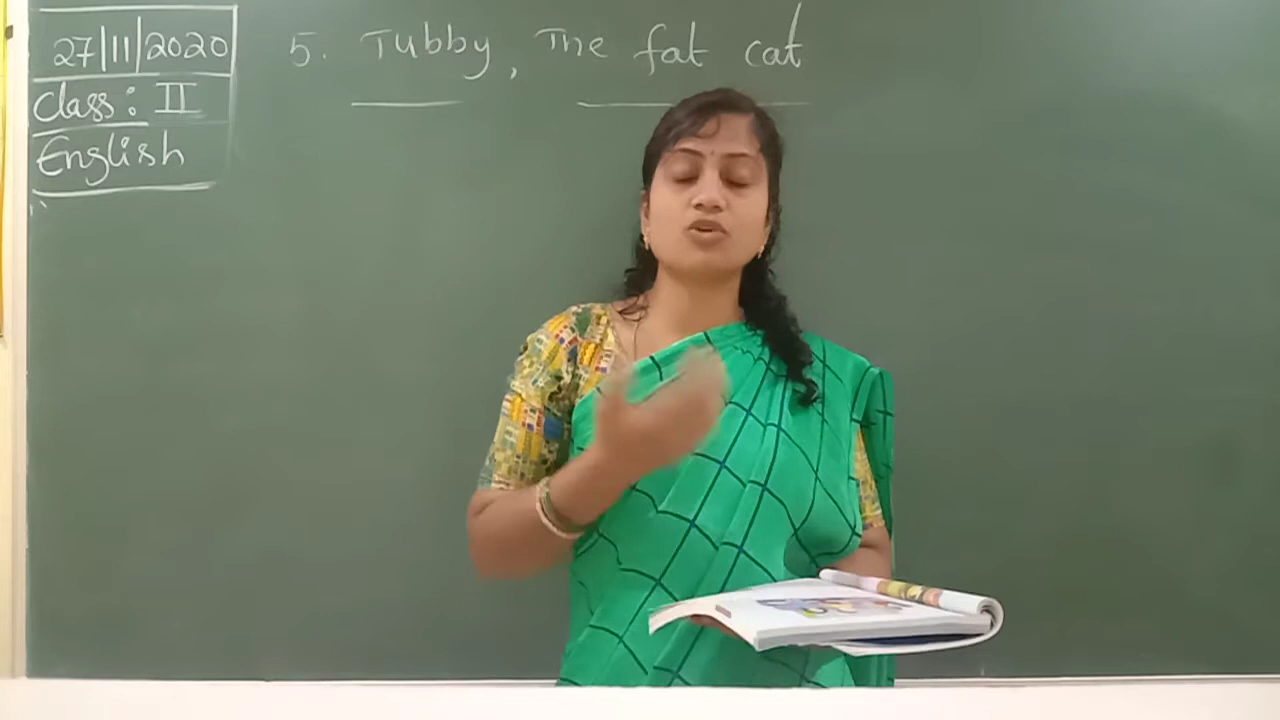 27/11/2020
Class: II
English
5. Tubby, The fat cat